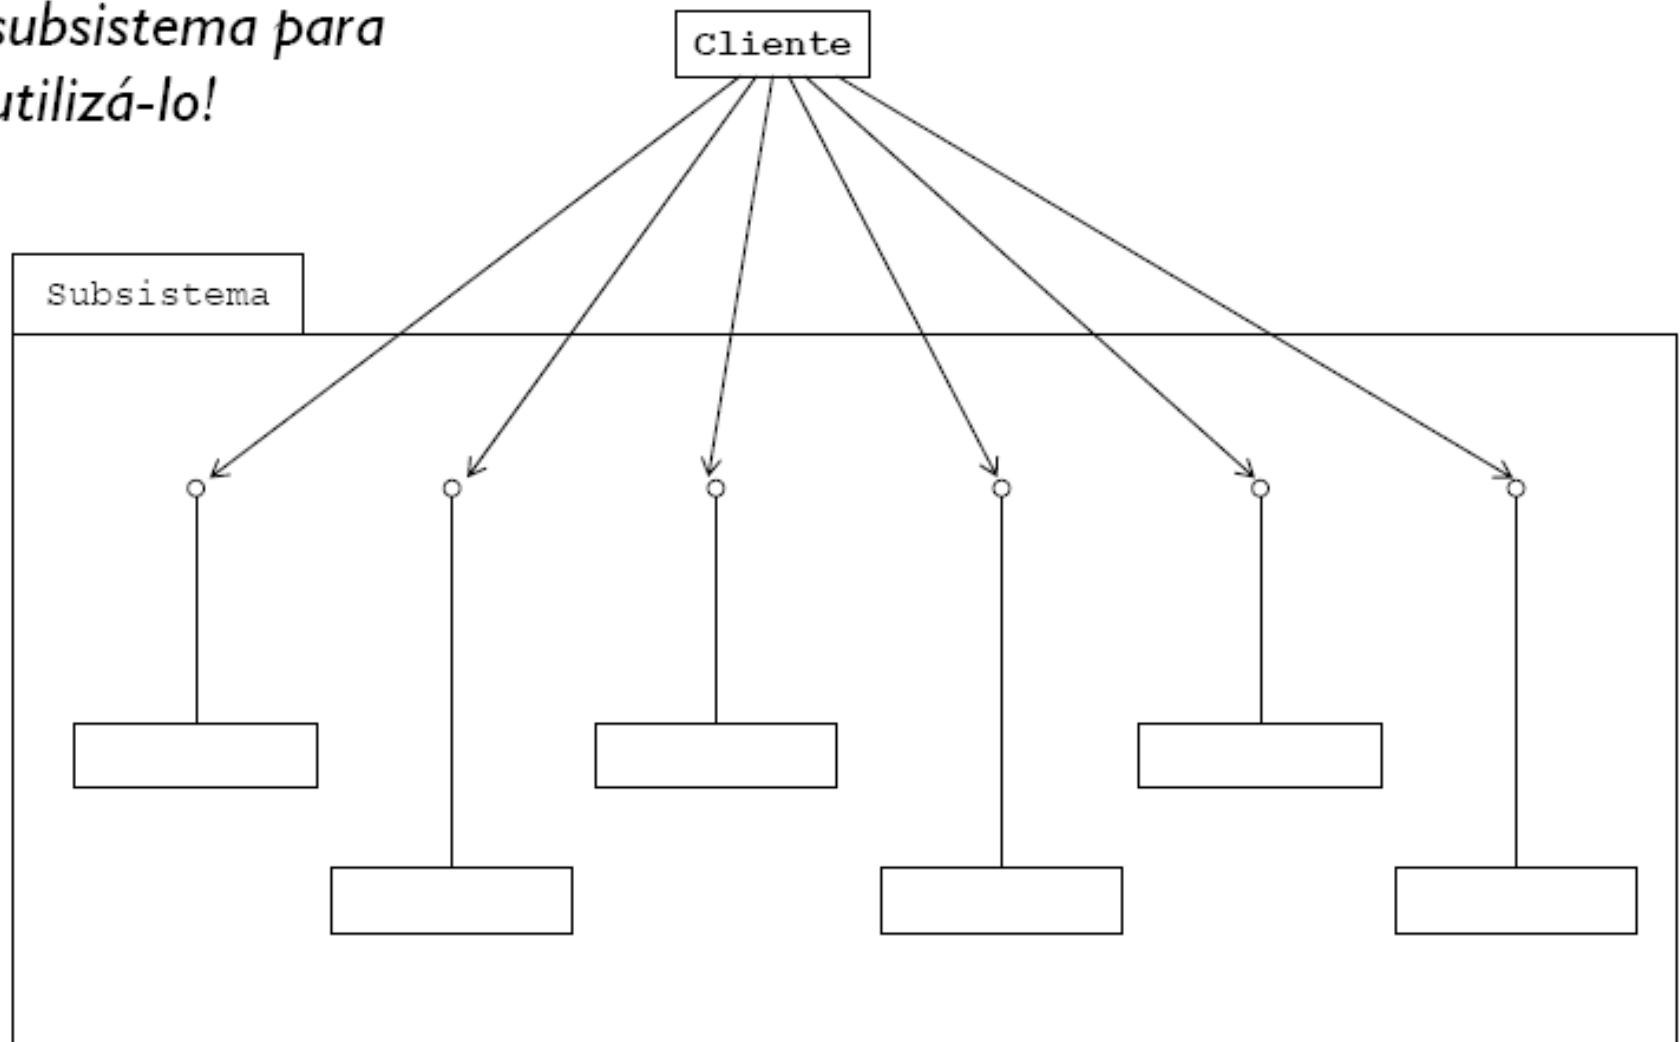 subsistema para
utilizá-lo!
Cliente
Subsistema